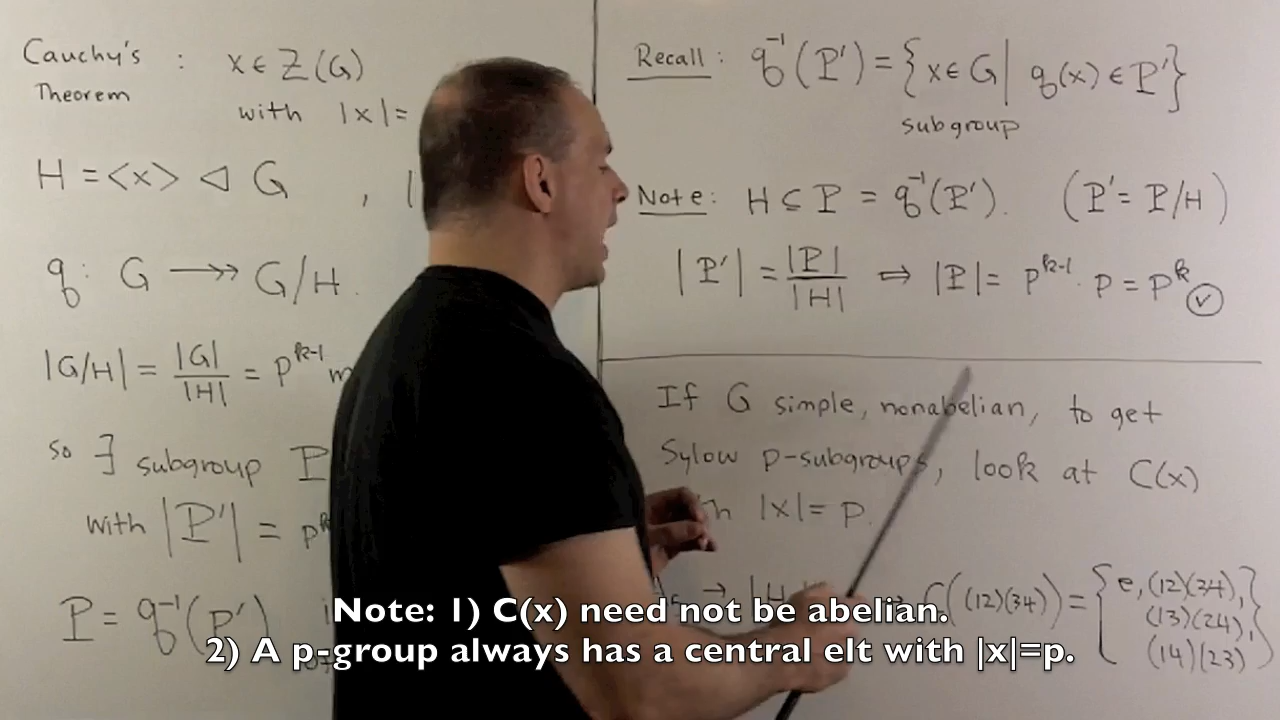 Cauchy's : x ∈ Z(G)
Theorem with |x| =
H = <x> ◁ G , |
q: G ↠ G/H.
|G/H| = |G|/|H| = p^{k-1} m
so ∃ subgroup P
with |P'| = p
P = q^{-1}(P')
Recall: q^{-1}(P') = {x ∈ G | q(x) ∈ P'}
subgroup
Note: H ⊆ P = q^{-1}(P'). (P' = P/H)
|P'| = |P|/|H| ⇔ |P| = p^{k-1} · p = p^k ✓
If G simple, nonabelian, to get
Sylow p-subgroups, look at C(x)
|x| = p.
→ |H C((12)(34)) = {e, (12)(34),
(13)(24),
(14)(23)}
Note: 1) C(x) need not be abelian.
2) A p-group always has a central elt with |x|=p.